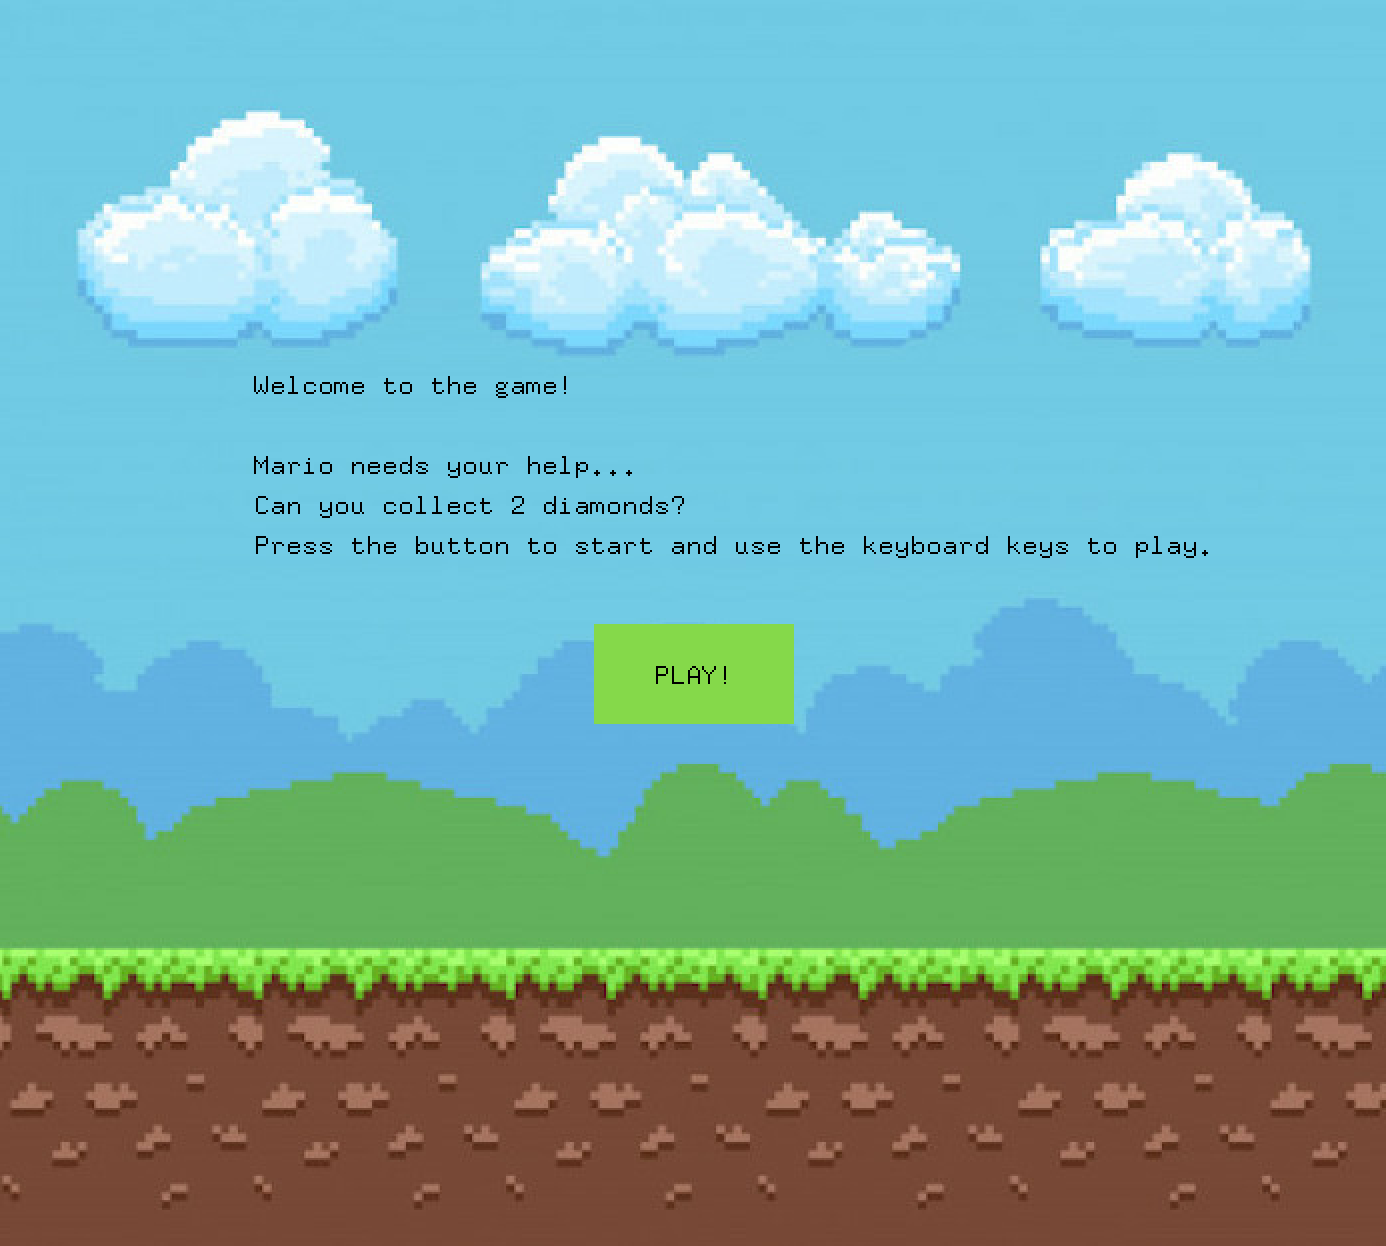 Welcome to the game!
Mario needs your help...
Can you collect 2 diamonds?
Press the button to start and use the keyboard keys to play.
PLAY!